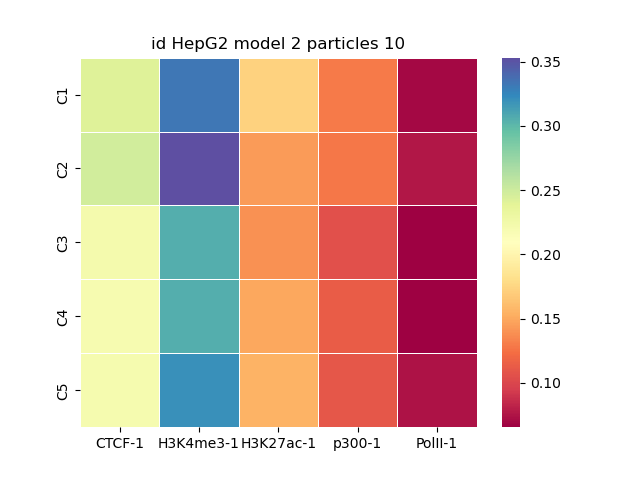 id HepG2 model 2 particles 10
C1
C2
C3
C4
C5
CTCF-1 H3K4me3-1 H3K27ac-1 p300-1 PolII-1
0.35
0.30
0.25
0.20
0.15
0.10